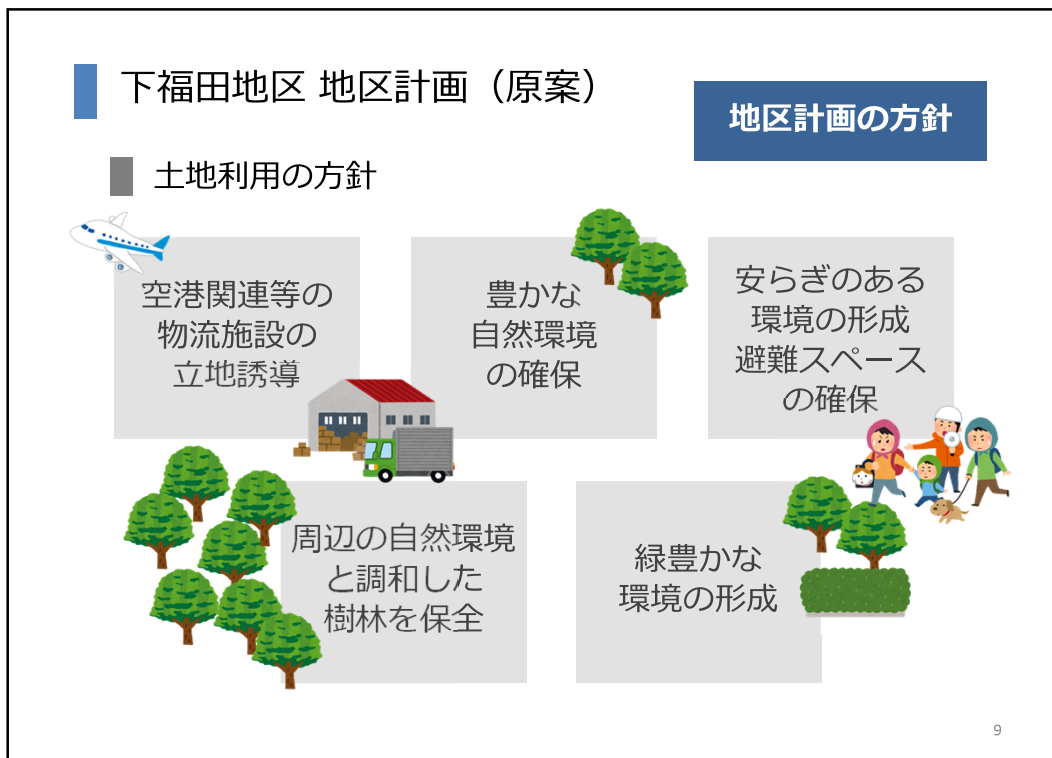 下福田地区 地区計画（原案）
地区計画の方針
土地利用の方針
空港関連等の
物流施設の
立地誘導
豊かな
自然環境
の確保
安らぎのある
環境の形成
避難スペース
の確保
周辺の自然環境
と調和した
樹林を保全
緑豊かな
環境の形成
9